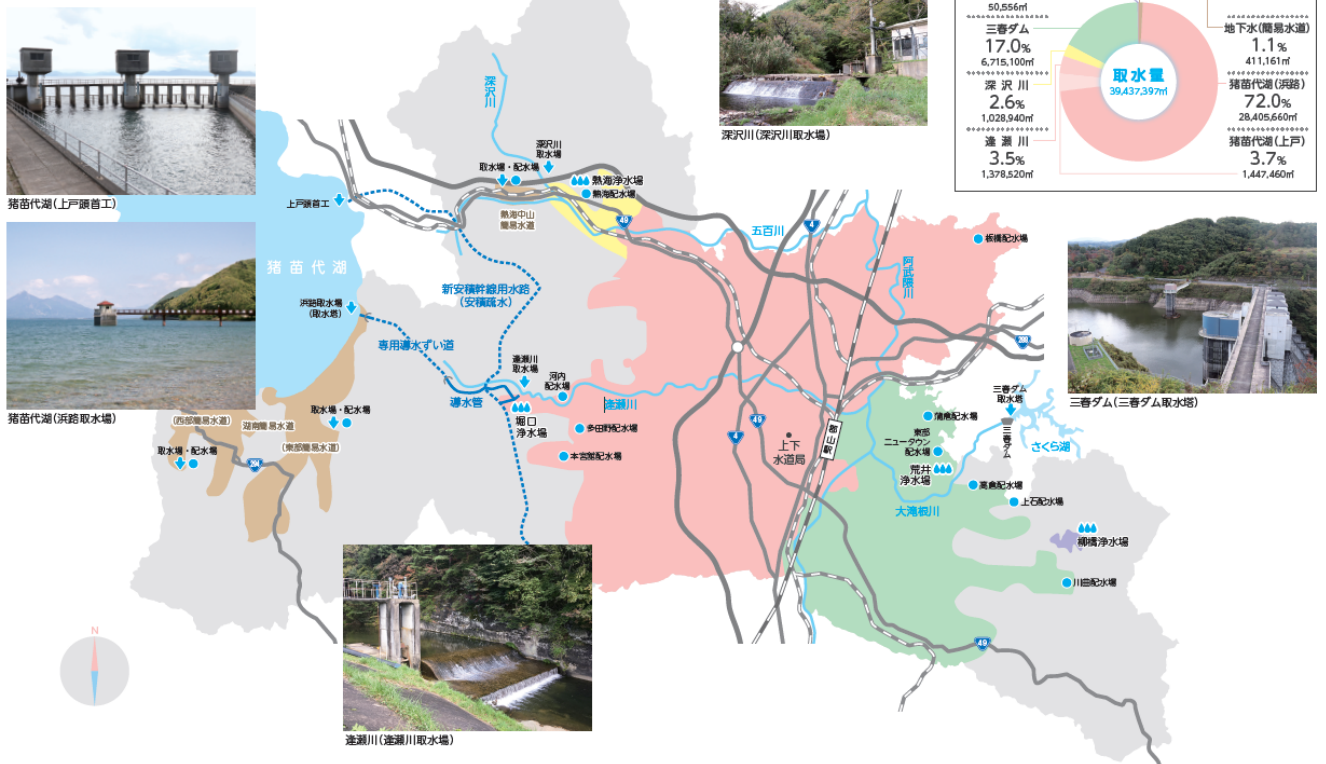 50,556㎥
三春ダム
17.0%
6,715,100㎥
深沢川
2.6%
1,028,940㎥
逢瀬川
3.5%
1,378,520㎥
取水量
39,437,397㎥
地下水(簡易水道)
1.1%
411,161㎥
猪苗代湖(浜路)
72.0%
28,405,660㎥
猪苗代湖(上戸)
3.7%
1,447,460㎥
猪苗代湖(上戸頭首工)
深沢川(深沢川取水場)
深沢川
深沢川
取水場
取水場・配水場
熱海浄水場
熱海配水場
上戸頭首工
熱海中山
簡易水道
49
4
五百川
板橋配水場
阿武隈川
猪苗代湖
新安積幹線用水路
(安積疏水)
浜路取水場
(取水塔)
専用導水ずい道
288
猪苗代湖(浜路取水場)
三春ダム(三春ダム取水塔)
逢瀬川
取水場
河内
配水場
導水管
逢瀬川
堀口
浄水場
多田野配水場
本宮館配水場
取水場・配水場
(西部簡易水道)
湖南簡易水道
(東部簡易水道)
取水場・配水場
294
49
4
上下
水道局
郡山駅
三春ダム
取水塔
蒲倉配水場
東部
ニュータウン
配水場
三春ダム
さくら湖
荒井
浄水場
高倉配水場
上石配水場
大滝根川
柳橋浄水場
川曲配水場
49
N
逢瀬川(逢瀬川取水場)